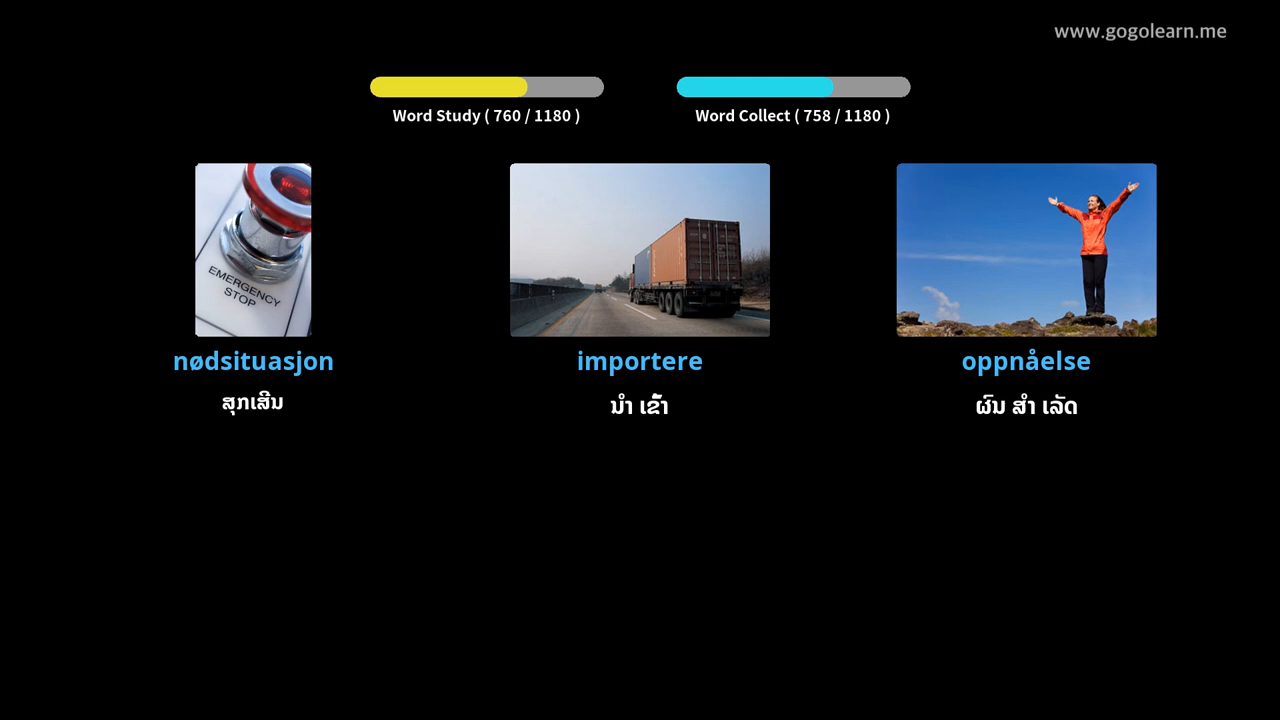 www.gogolearn.me
Word Study ( 760 / 1180 )
Word Collect ( 758 / 1180 )
EMERGENCY
STOP
nødsituasjon
importere
oppnåelse
ສຸກເສີນ
ນຳ ເຂົ້າ
ຜົນ ສຳ ເລັດ